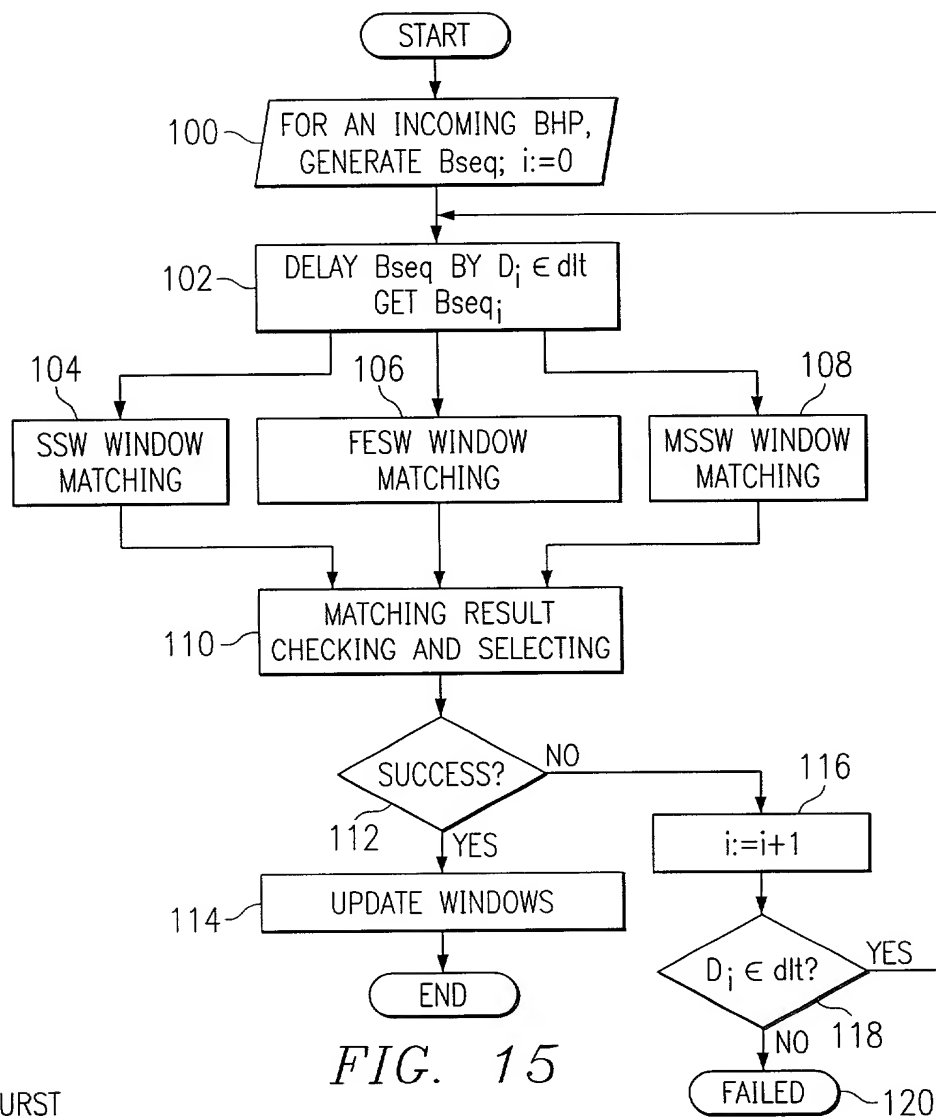 START
100
FOR AN INCOMING BHP,
GENERATE Bseq; i:=0
102
DELAY Bseq BY Di ∈ dlt
GET Bseqi
104
SSW WINDOW
MATCHING
106
FESW WINDOW
MATCHING
108
MSSW WINDOW
MATCHING
110
MATCHING RESULT
CHECKING AND SELECTING
SUCCESS?
NO
112
YES
116
i:=i+1
114
UPDATE WINDOWS
Di ∈ dlt?
YES
118
NO
END
FIG. 15
FAILED
120
URST